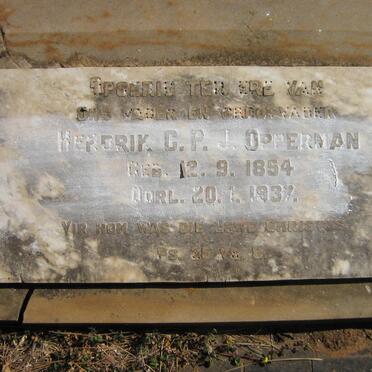 OPGERIG TER ERE VAN
ONS VADER EN GROOTVADER
HENDRIK C. P. J. OPPERMAN
GEB. 12. 9. 1854
OORL. 20. 1. 1937.
VIR HOM WAS DIE LEWE CHRISTUS